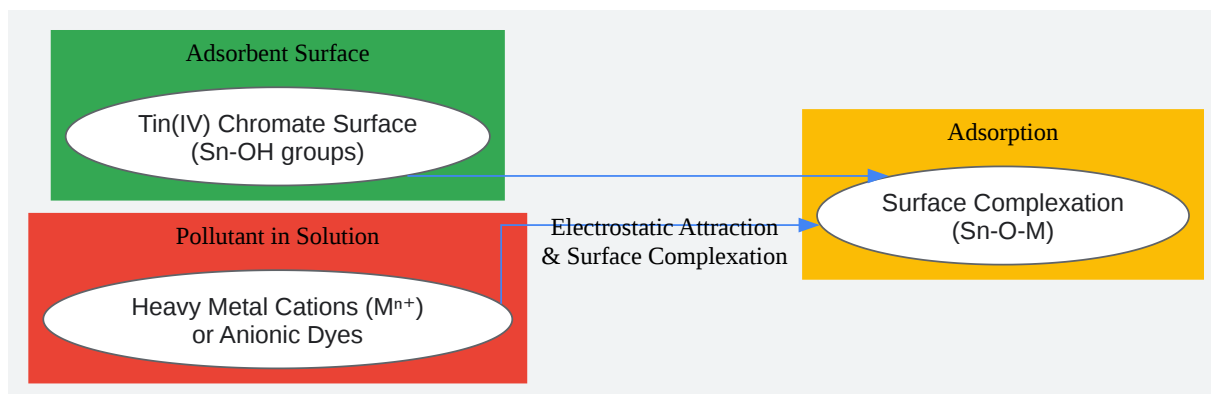 Adsorbent Surface
Tin(IV) Chromate Surface
(Sn-OH groups)
Pollutant in Solution
Heavy Metal Cations (Mⁿ⁺)
or Anionic Dyes
Electrostatic Attraction
& Surface Complexation
Adsorption
Surface Complexation
(Sn-O-M)